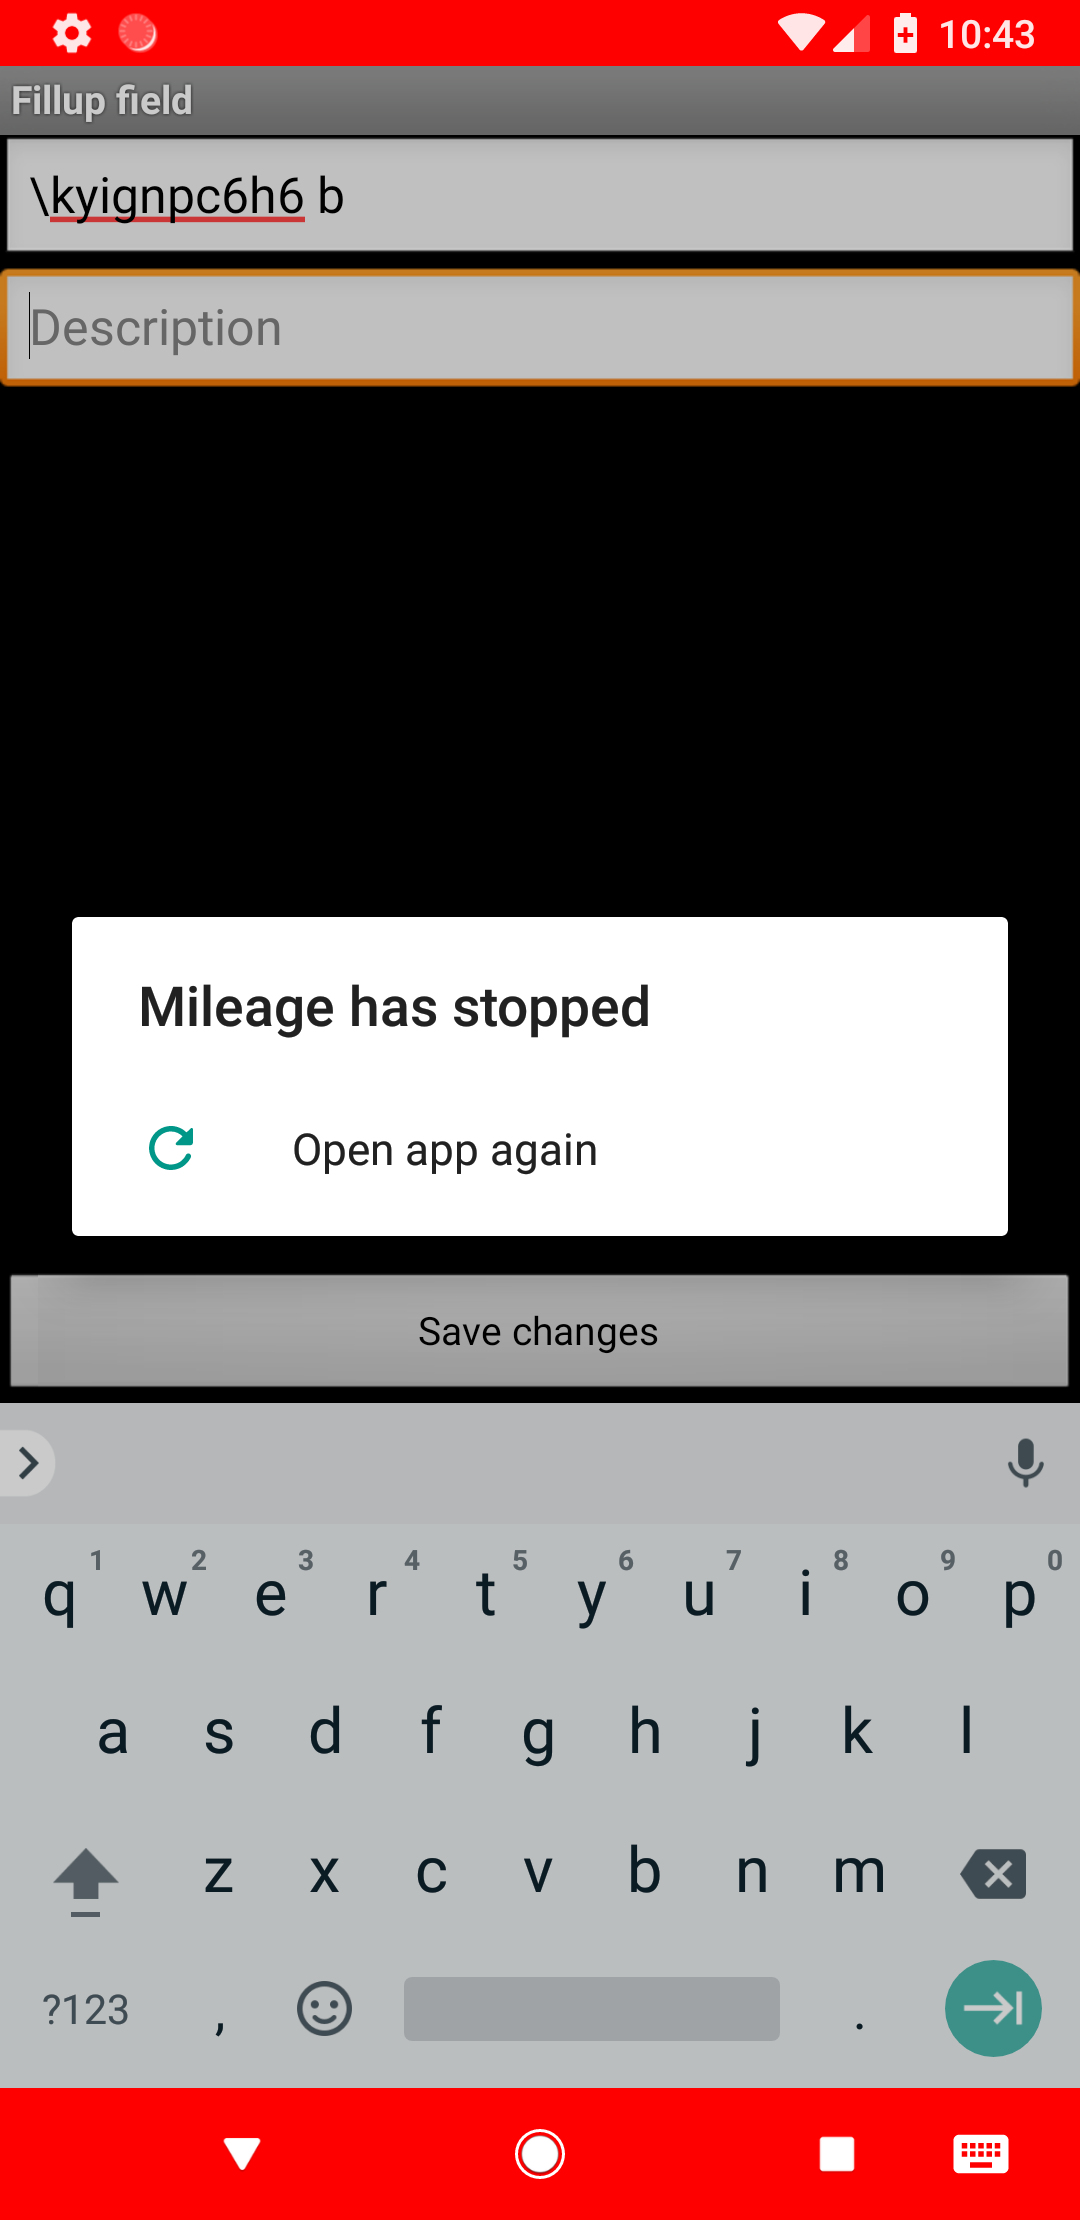 10:43
Fillup field
\kyignpc6h6 b
Description
Mileage has stopped
Open app again
Save changes
1 2 3 4 5 6 7 8 9 0
q w e r t y u i o p
a s d f g h j k l
z x c v b n m
?123 , .